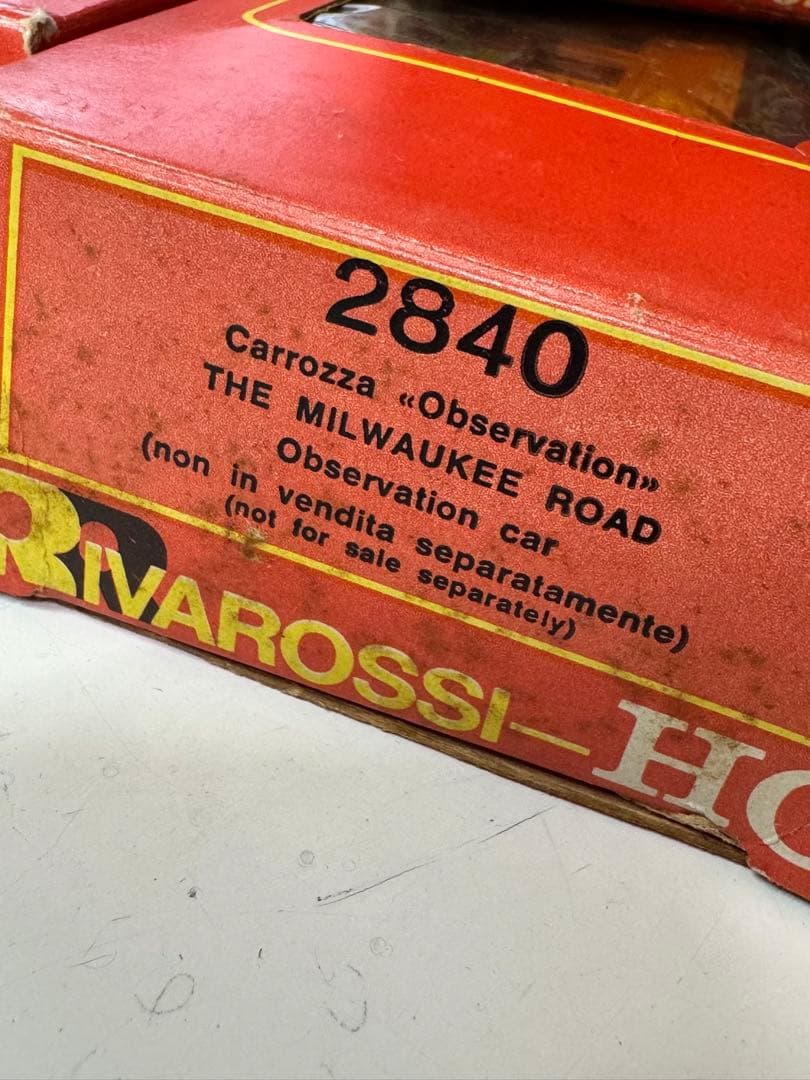 2840
Carrozza «Observation»
THE MILWAUKEE ROAD
Observation car
(non in vendita separatamente)
(not for sale separately)
RIVAROSSI—HO